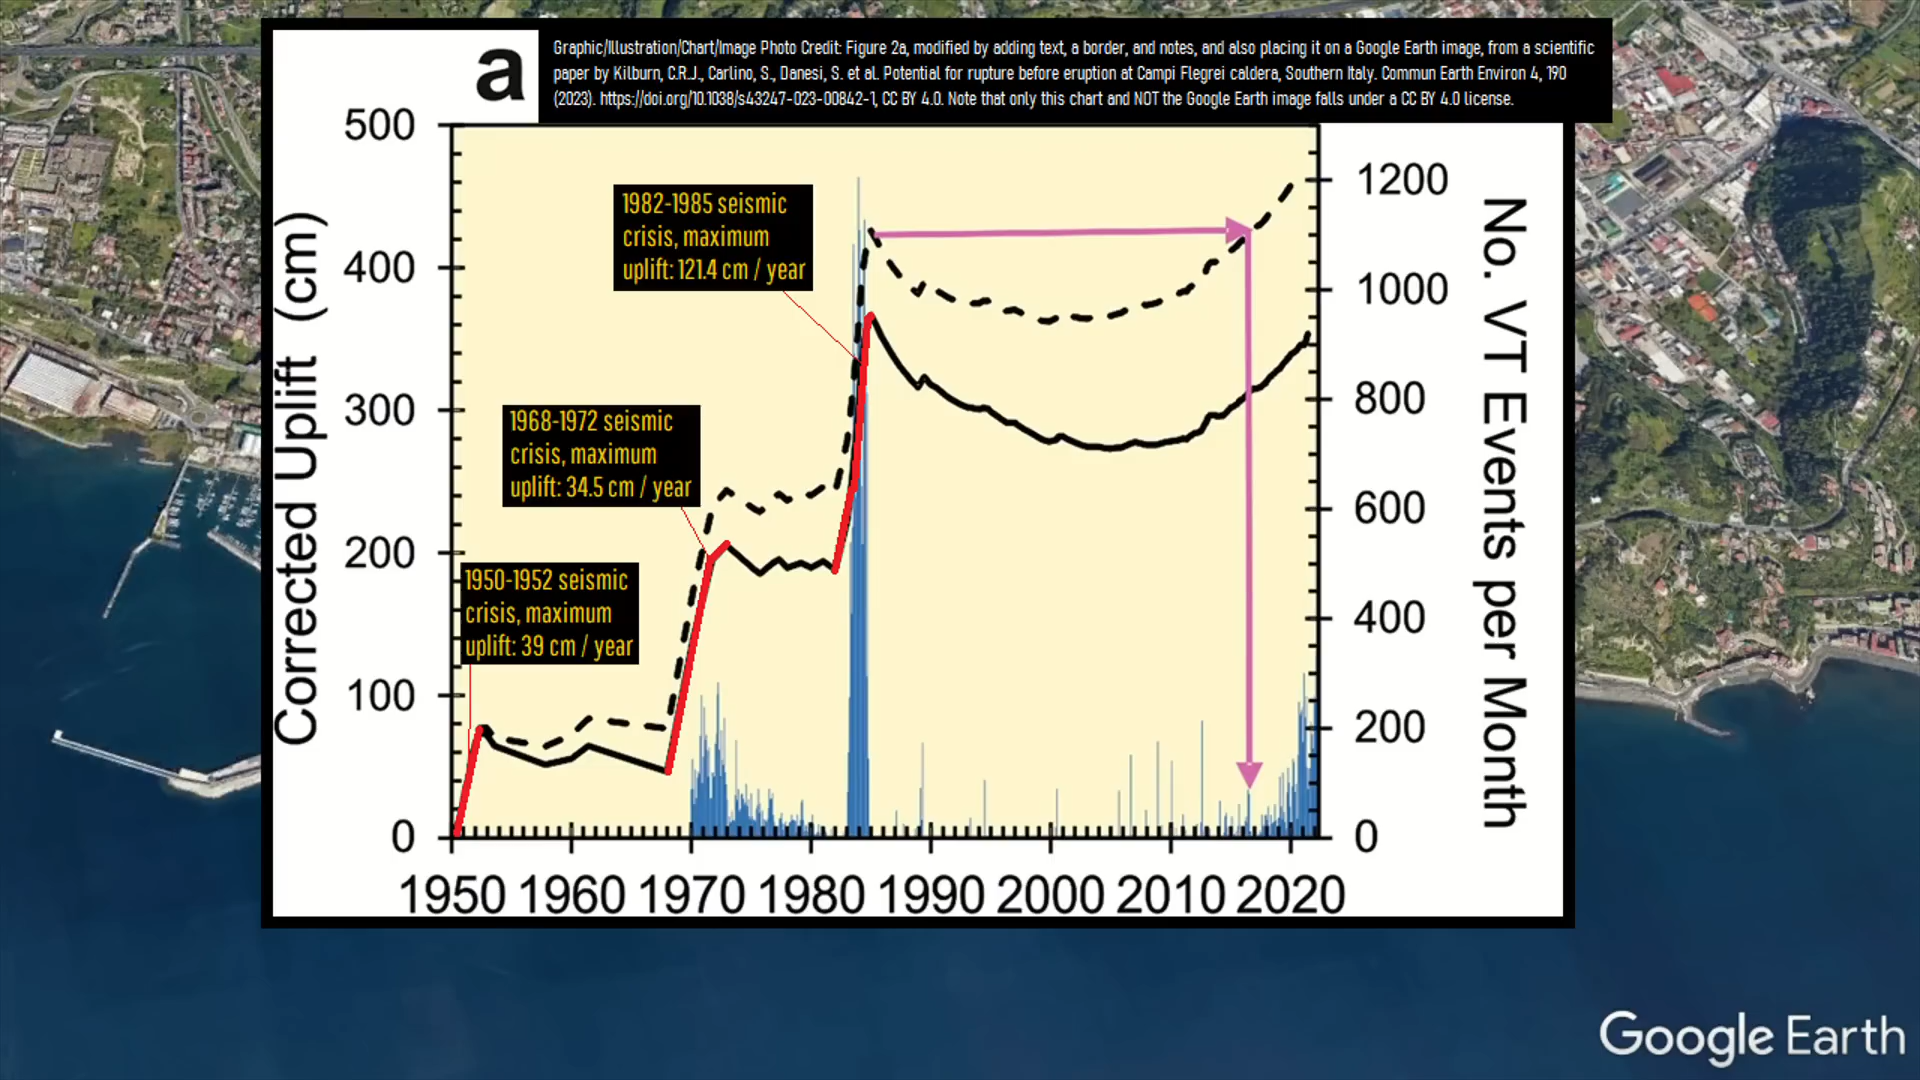 a
Graphic/Illustration/Chart/Image Photo Credit: Figure 2a, modified by adding text, a border, and notes, and also placing it on a Google Earth image, from a scientific
paper by Kilburn, C.R.J., Carlino, S., Danesi, S. et al. Potential for rupture before eruption at Campi Flegrei caldera, Southern Italy. Commun Earth Environ 4, 190
(2023). https://doi.org/10.1038/s43247-023-00842-1, CC BY 4.0. Note that only this chart and NOT the Google Earth image falls under a CC BY 4.0 license.
Corrected Uplift (cm)
500
400
300
200
100
0
1982-1985 seismic
crisis, maximum
uplift: 121.4 cm / year
1968-1972 seismic
crisis, maximum
uplift: 34.5 cm / year
1950-1952 seismic
crisis, maximum
uplift: 39 cm / year
1200
1000
800
600
400
200
0
No. VT Events per Month
1950 1960 1970 1980 1990 2000 2010 2020
Google Earth